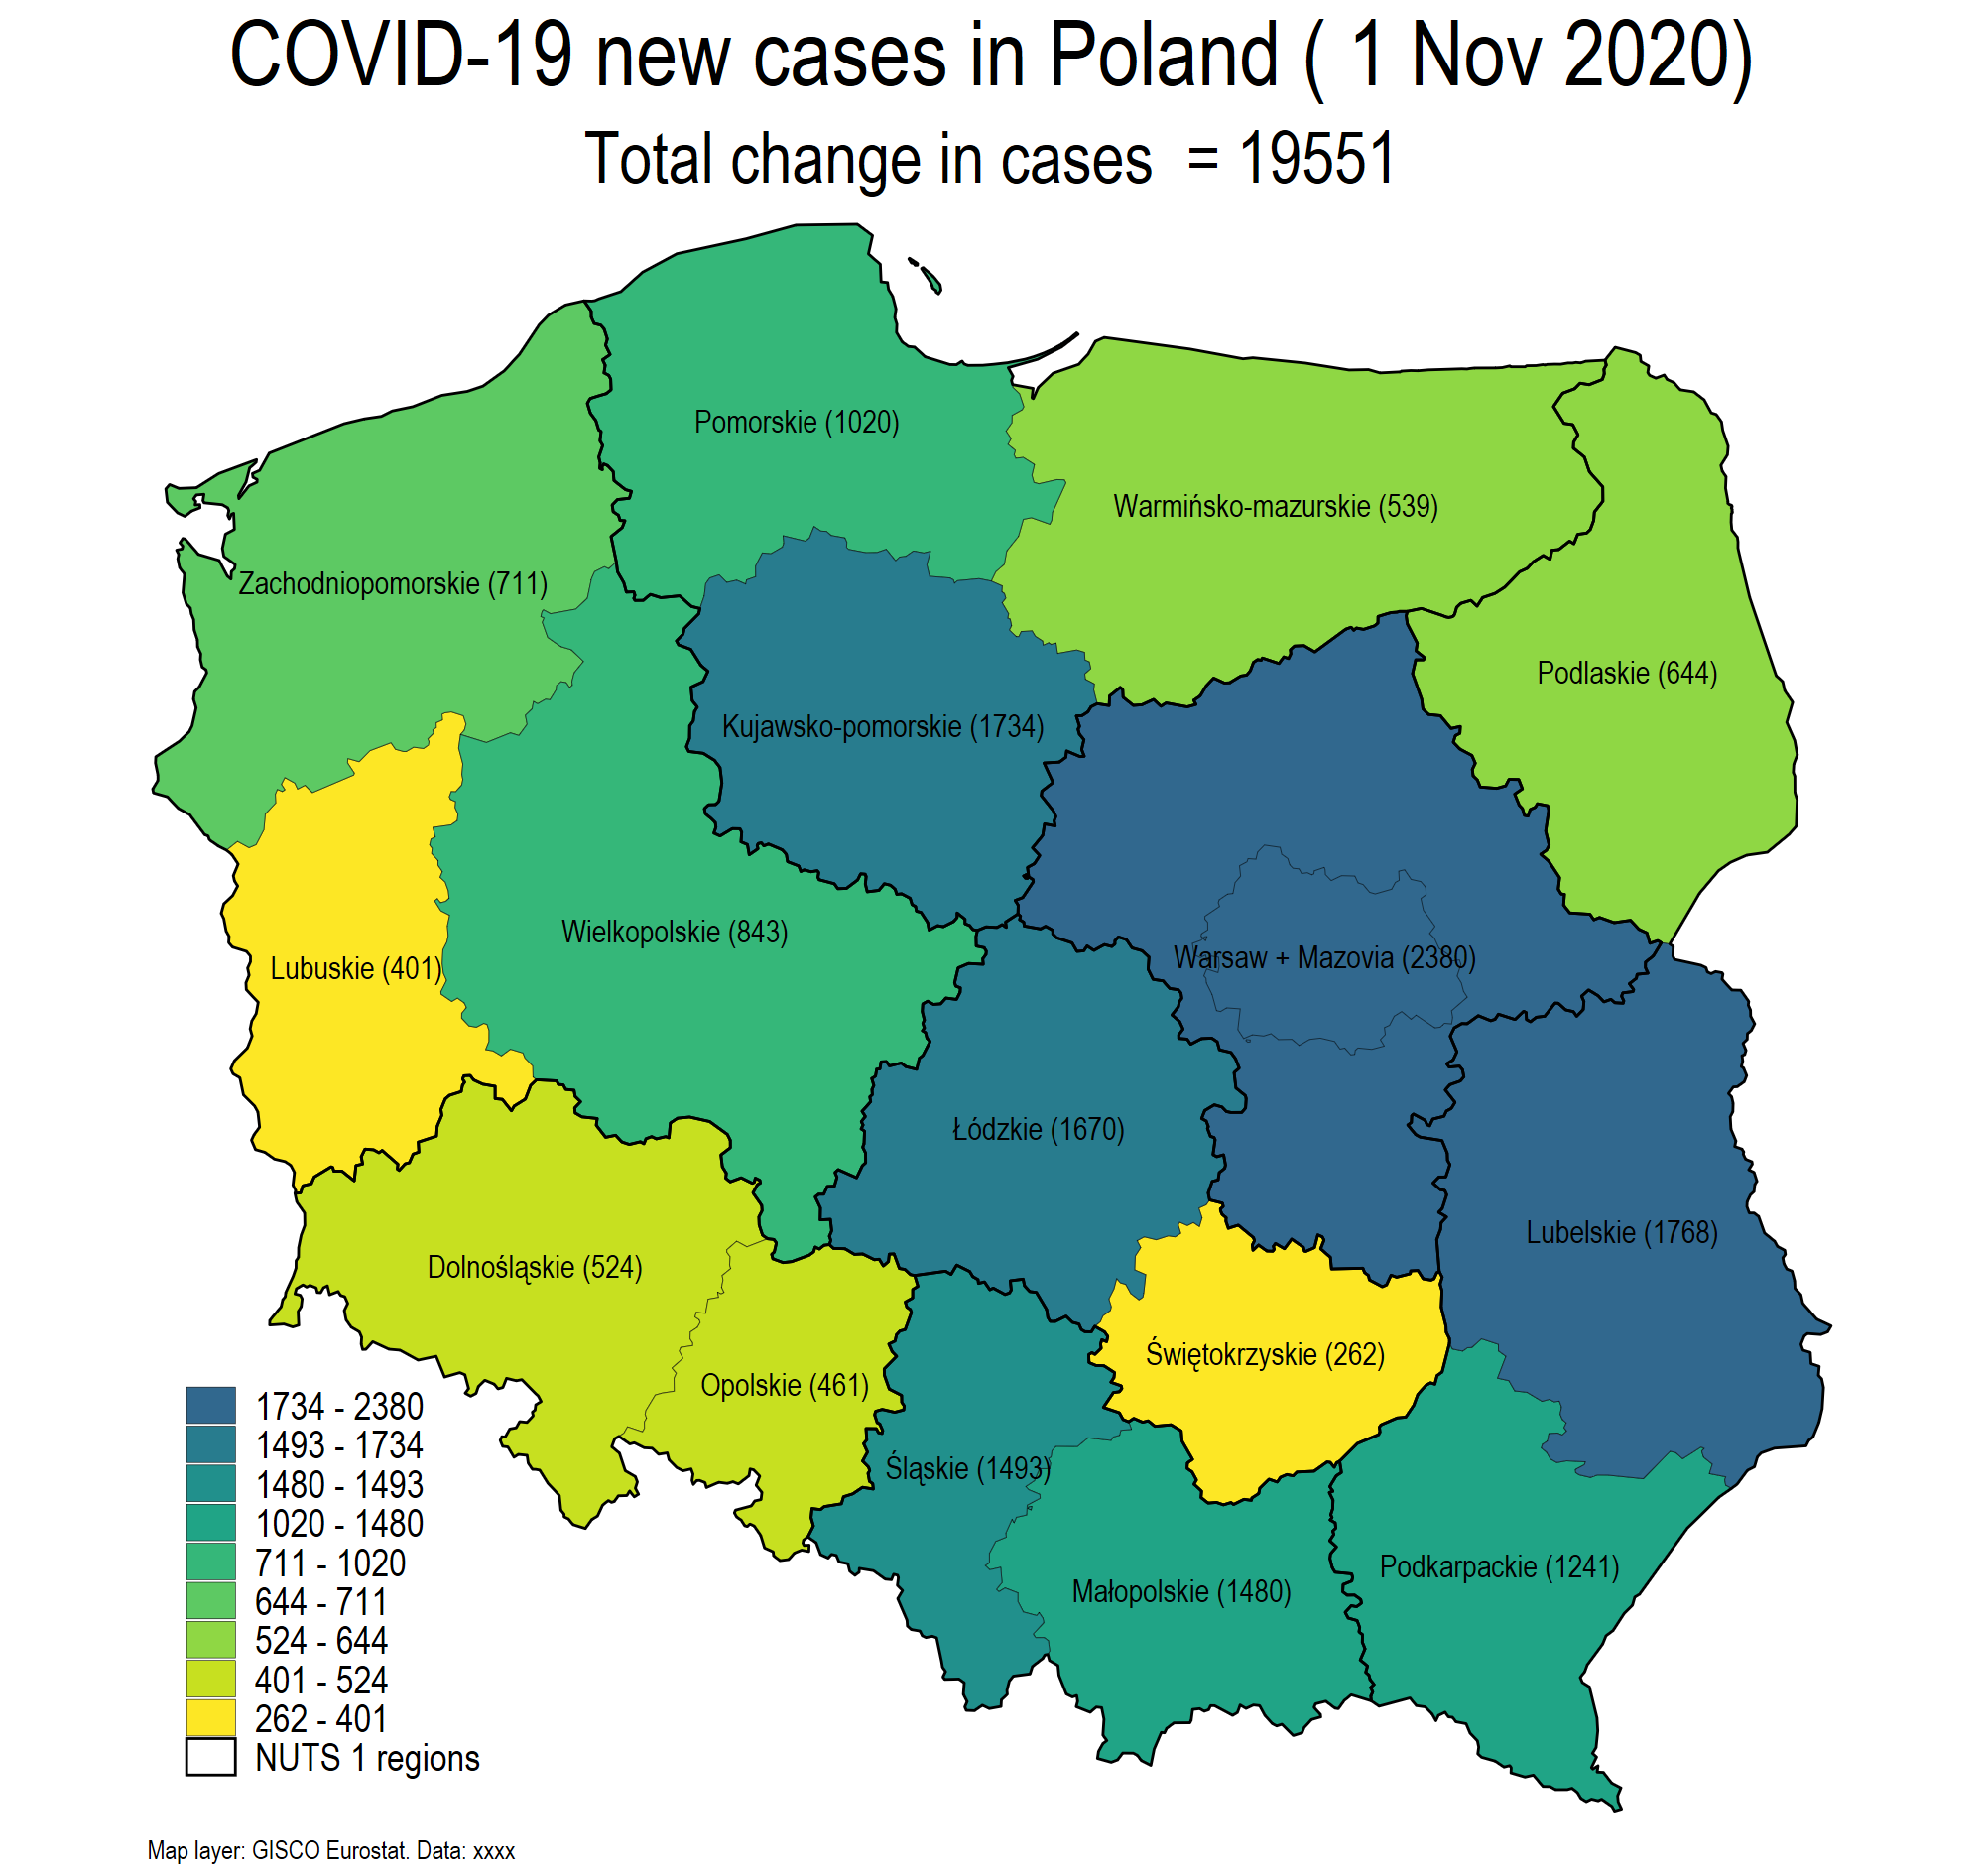 COVID-19 new cases in Poland ( 1 Nov 2020)
Total change in cases  = 19551
Pomorskie (1020)
Warmińsko-mazurskie (539)
Zachodniopomorskie (711)
Podlaskie (644)
Kujawsko-pomorskie (1734)
Wielkopolskie (843)
Warsaw + Mazovia (2380)
Lubuskie (401)
Łódzkie (1670)
Lubelskie (1768)
Dolnośląskie (524)
Świętokrzyskie (262)
Opolskie (461)
Śląskie (1493)
Podkarpackie (1241)
Małopolskie (1480)
1734 - 2380
1493 - 1734
1480 - 1493
1020 - 1480
711 - 1020
644 - 711
524 - 644
401 - 524
262 - 401
NUTS 1 regions
Map layer: GISCO Eurostat. Data: xxxx